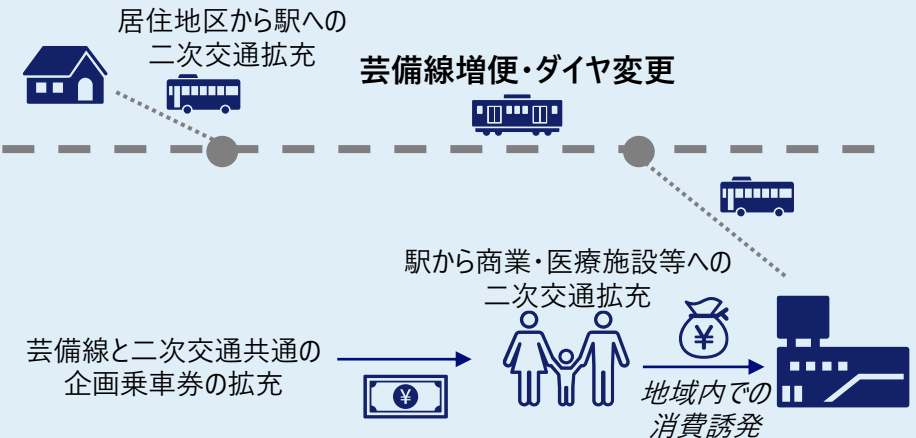 居住地区から駅への
二次交通拡充
芸備線増便・ダイヤ変更
駅から商業・医療施設等への
二次交通拡充
芸備線と二次交通共通の
企画乗車券の拡充
¥
¥
地域内での
消費誘発